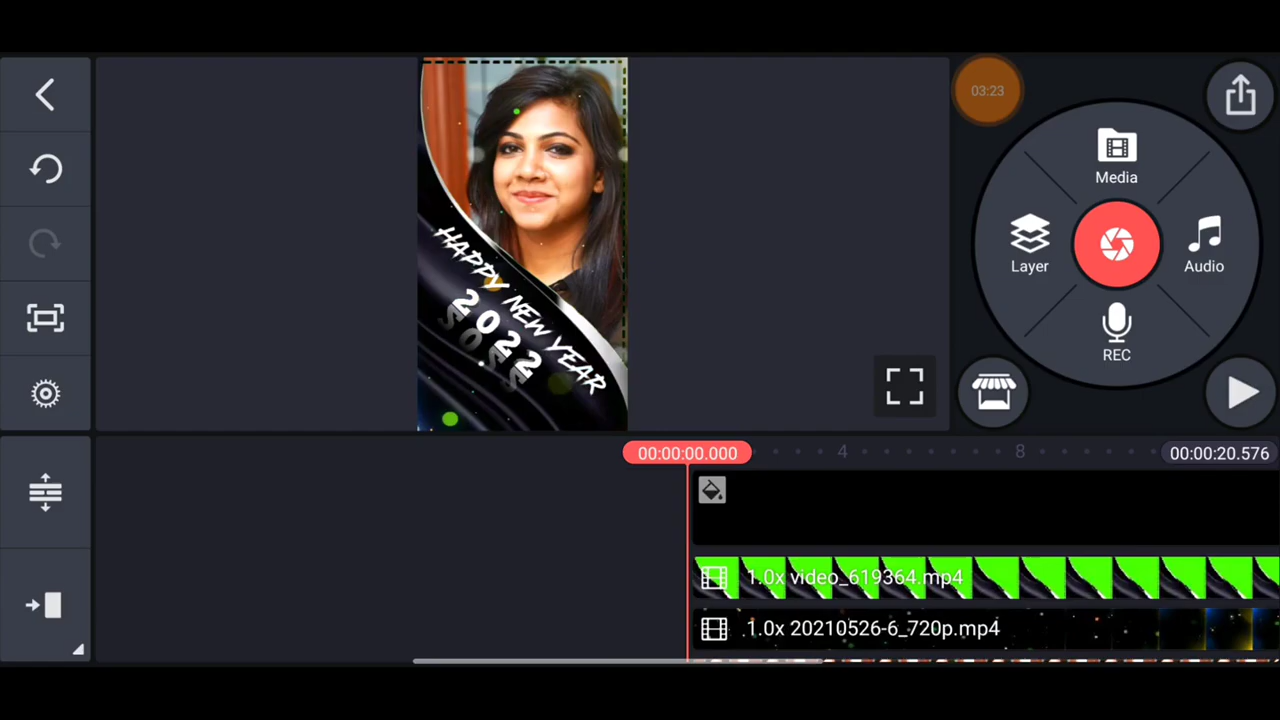 03:23
Media
Layer
Audio
REC
HAPPY NEW YEAR
2022
00:00:00.000
4
8
00:00:20.576
1.0x video_619364.mp4
1.0x 20210526-6_720p.mp4